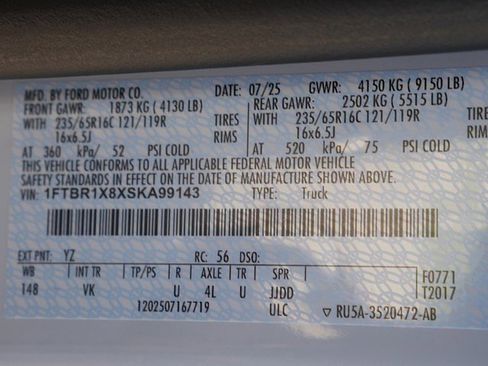 MFD. BY FORD MOTOR CO. DATE: 07/25 GVWR: 4150 KG ( 9150 LB)
FRONT GAWR: 1873 KG ( 4130 LB) REAR GAWR: 2502 KG ( 5515 LB)
WITH 235/65R16C 121/119R TIRES WITH 235/65R16C 121/119R TIRES
16x6.5J RIMS 16x6.5J RIMS
AT 360 kPa/ 52 PSI COLD AT 520 kPa/ 75 PSI COLD
THIS VEHICLE CONFORMS TO ALL APPLICABLE FEDERAL MOTOR VEHICLE
SAFETY STANDARDS IN EFFECT ON THE DATE OF MANUFACTURE SHOWN ABOVE.
VIN: 1FTBR1X8XSKA99143 TYPE: Truck
EXT PNT: YZ RC: 56 DSO:
WB INT TR TP/PS R AXLE TR SPR F0771
148 VK U 4L U JJDD T2017
1202507167719 ULC ▽ RU5A-3520472-AB